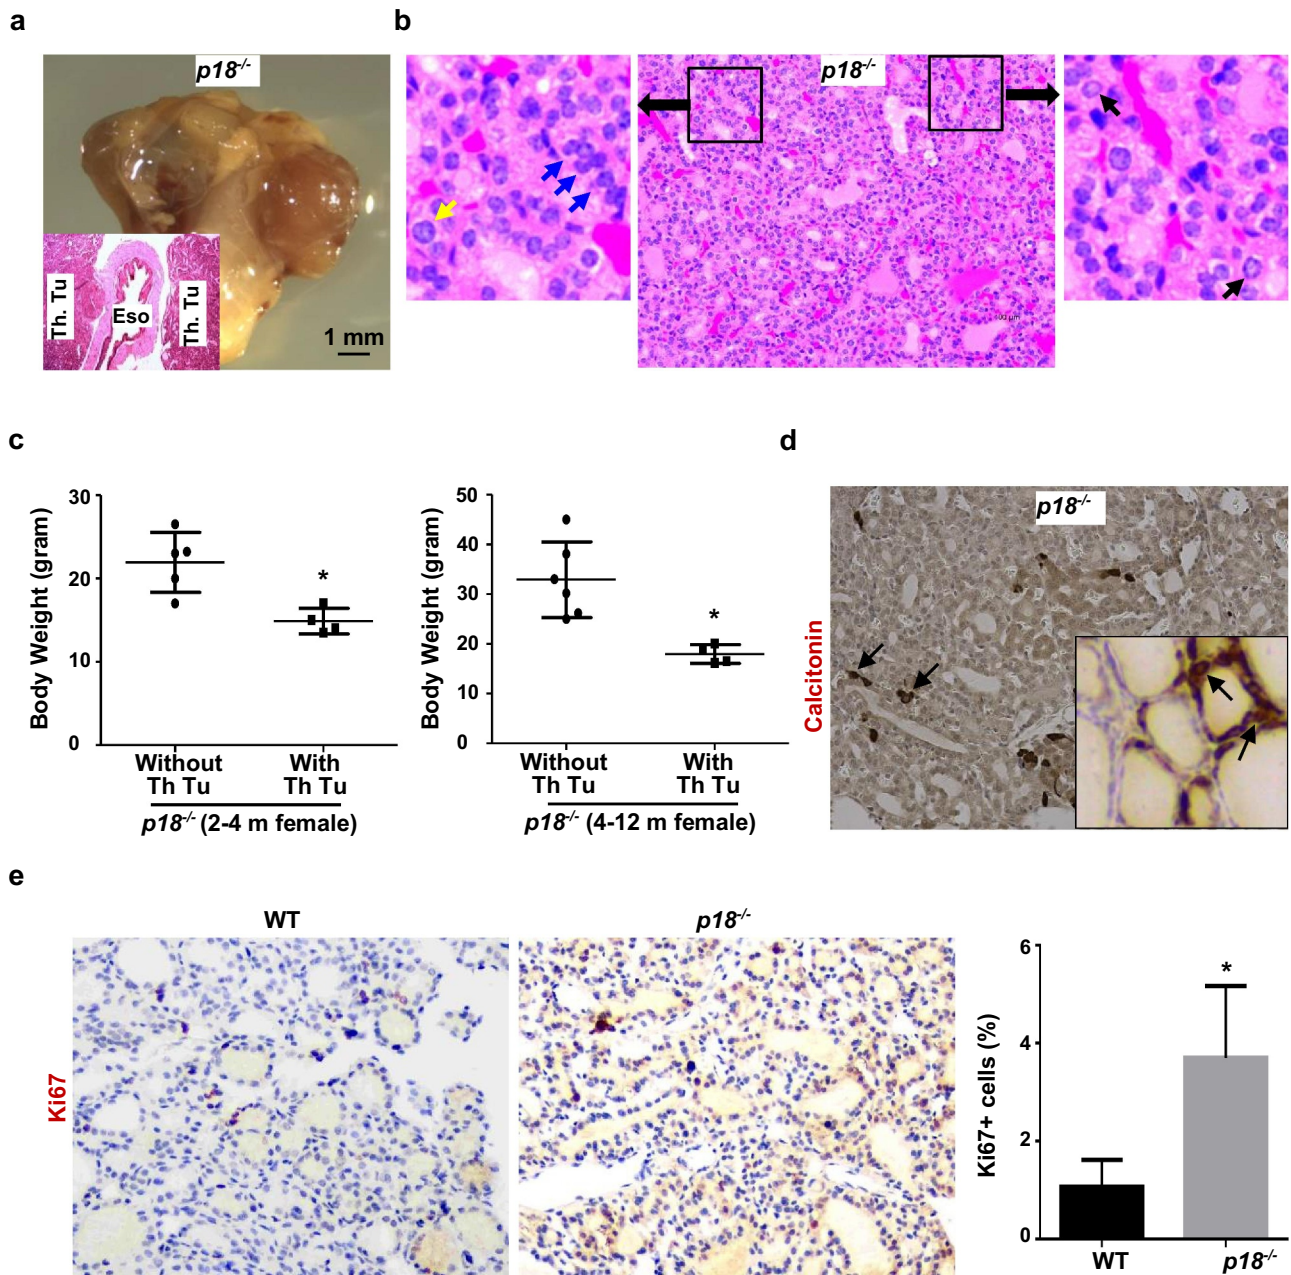 a
p18-/-
Th. Tu
Eso
Th. Tu
1 mm
b
p18-/-
100 µm
c
Body Weight (gram)
30
20
10
0
*
Without
Th Tu
With
Th Tu
p18-/- (2-4 m female)
Body Weight (gram)
50
40
30
20
10
0
*
Without
Th Tu
With
Th Tu
p18-/- (4-12 m female)
d
Calcitonin
p18-/-
e
Ki67
WT
p18-/-
Ki67+ cells (%)
6
4
2
0
*
WT
p18-/-